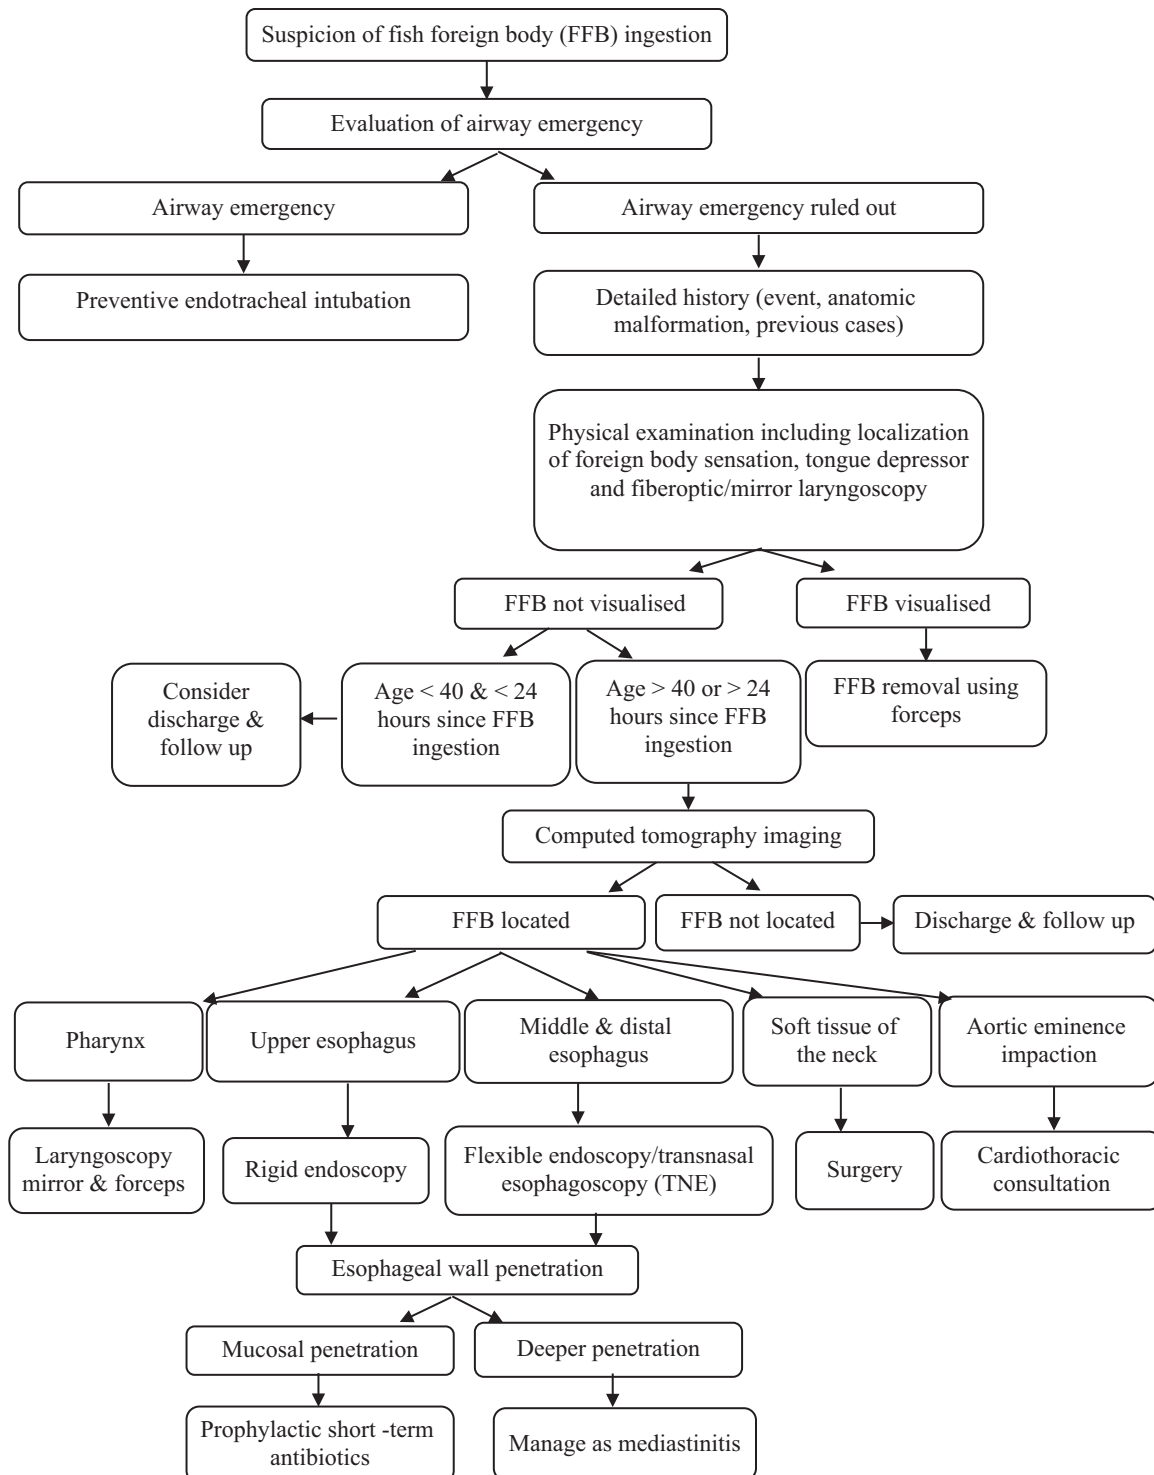 Suspicion of fish foreign body (FFB) ingestion
Evaluation of airway emergency
Airway emergency
Airway emergency ruled out
Preventive endotracheal intubation
Detailed history (event, anatomic
malformation, previous cases)
Physical examination including localization
of foreign body sensation, tongue depressor
and fiberoptic/mirror laryngoscopy
FFB not visualised
FFB visualised
Consider
discharge &
follow up
Age < 40 & < 24
hours since FFB
ingestion
Age > 40 or > 24
hours since FFB
ingestion
FFB removal using
forceps
Computed tomography imaging
FFB located
FFB not located
Discharge & follow up
Pharynx
Upper esophagus
Middle & distal
esophagus
Soft tissue of
the neck
Aortic eminence
impaction
Laryngoscopy
mirror & forceps
Rigid endoscopy
Flexible endoscopy/transnasal
esophagoscopy (TNE)
Surgery
Cardiothoracic
consultation
Esophageal wall penetration
Mucosal penetration
Deeper penetration
Prophylactic short -term
antibiotics
Manage as mediastinitis